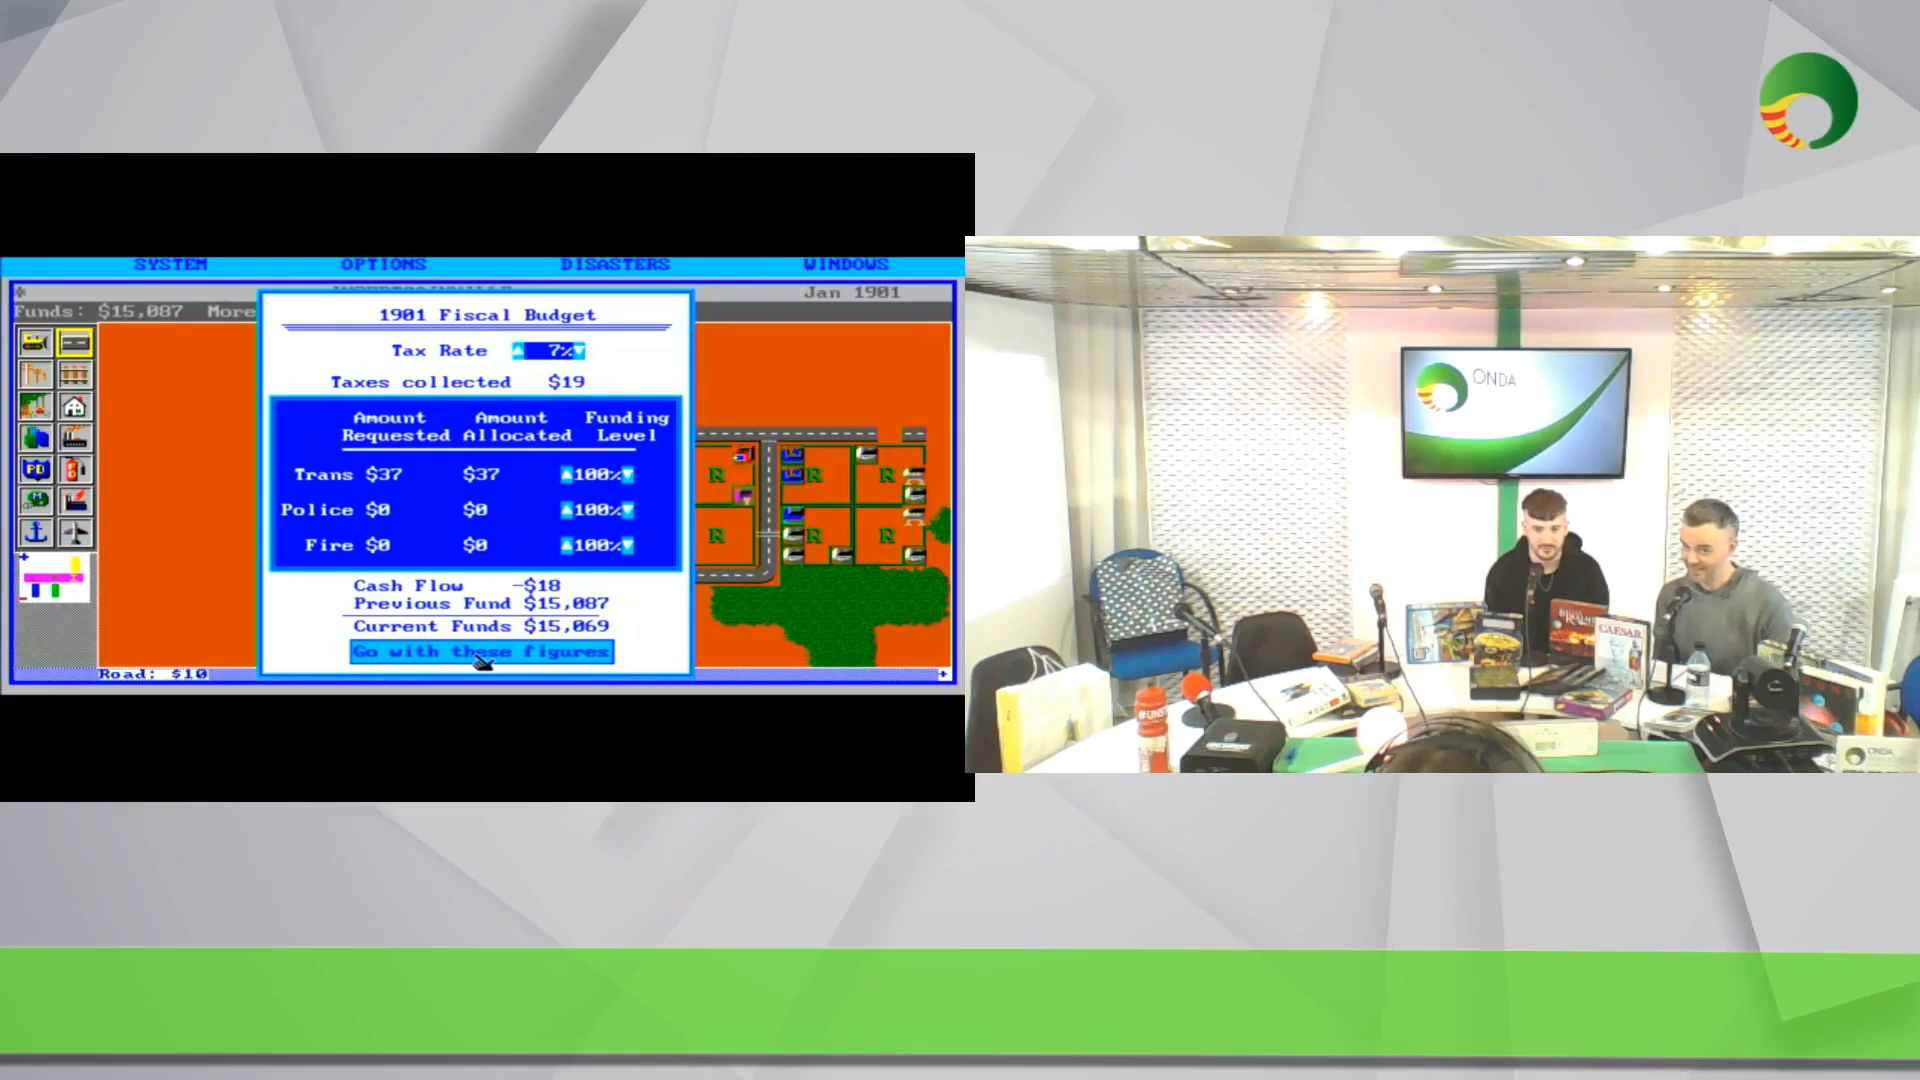 SYSTEM OPTIONS DISASTERS WINDOWS
Jan 1901
Funds: $15,087 More
1901 Fiscal Budget
Tax Rate 7%
Taxes collected $19
Amount Requested Amount Allocated Funding Level
Trans $37 $37 100%
Police $0 $0 100%
Fire $0 $0 100%
Cash Flow -$18
Previous Fund $15,087
Current Funds $15,069
Go with these figures
PD
R R R
R R R
Road: $10
ONDA
CAESAR
ONDA